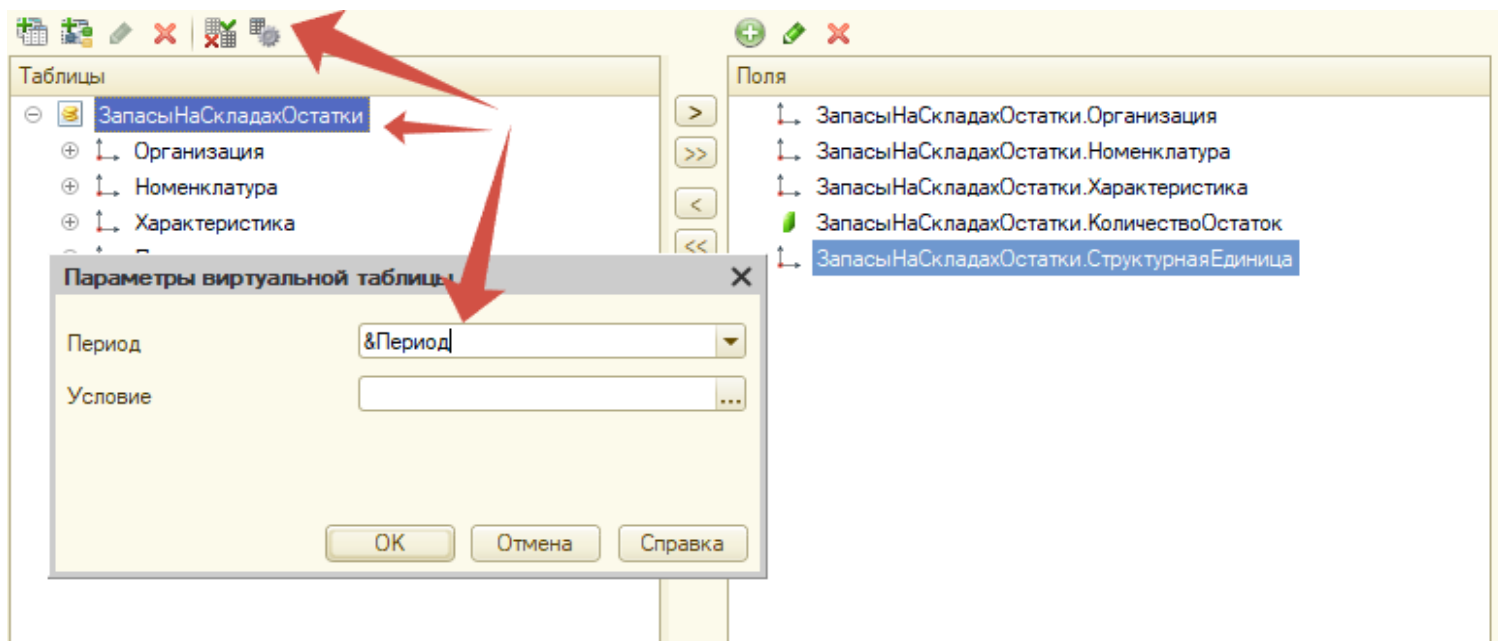 Таблицы
Поля
ЗапасыНаСкладахОстатки
Организация
Номенклатура
Характеристика
>
>>
<
<<
ЗапасыНаСкладахОстатки.Организация
ЗапасыНаСкладахОстатки.Номенклатура
ЗапасыНаСкладахОстатки.Характеристика
ЗапасыНаСкладахОстатки.КоличествоОстаток
ЗапасыНаСкладахОстатки.СтруктурнаяЕдиница
Параметры виртуальной таблицы
Период
&Период
Условие
...
ОК
Отмена
Справка